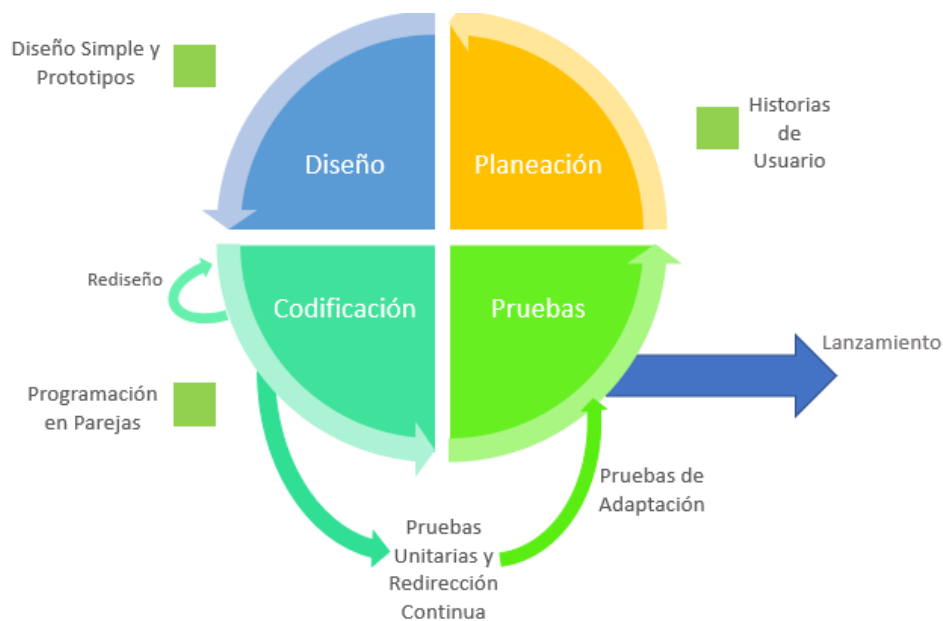 Diseño Simple y
Prototipos
Diseño
Planeación
Historias
de
Usuario
Rediseño
Codificación
Pruebas
Lanzamiento
Programación
en Parejas
Pruebas de
Adaptación
Pruebas
Unitarias y
Redirección
Continua